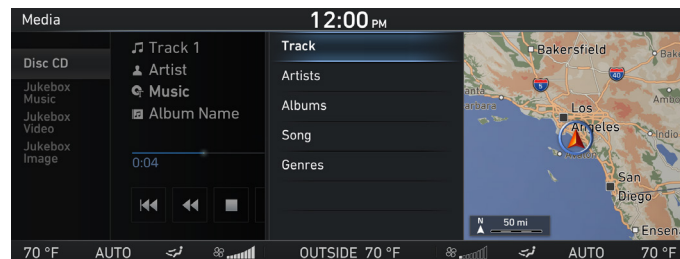 Media
12:00 PM
Disc CD
Jukebox
Music
Jukebox
Video
Jukebox
Image
Track 1
Artist
Music
Album Name
0:04
Track
Artists
Albums
Song
Genres
Bakersfield
5
40
Los
Angeles
Indio
San
Diego
N
50 mi
70 °F
AUTO
OUTSIDE 70 °F
AUTO
70 °F